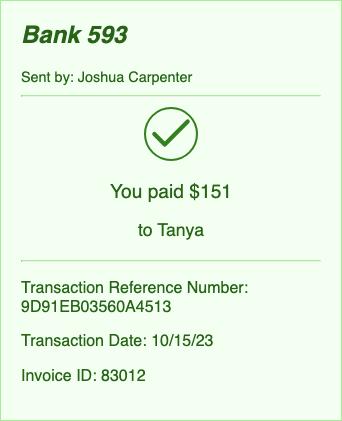 Bank 593
Sent by: Joshua Carpenter
You paid $151
to Tanya
Transaction Reference Number:
9D91EB03560A4513
Transaction Date: 10/15/23
Invoice ID: 83012